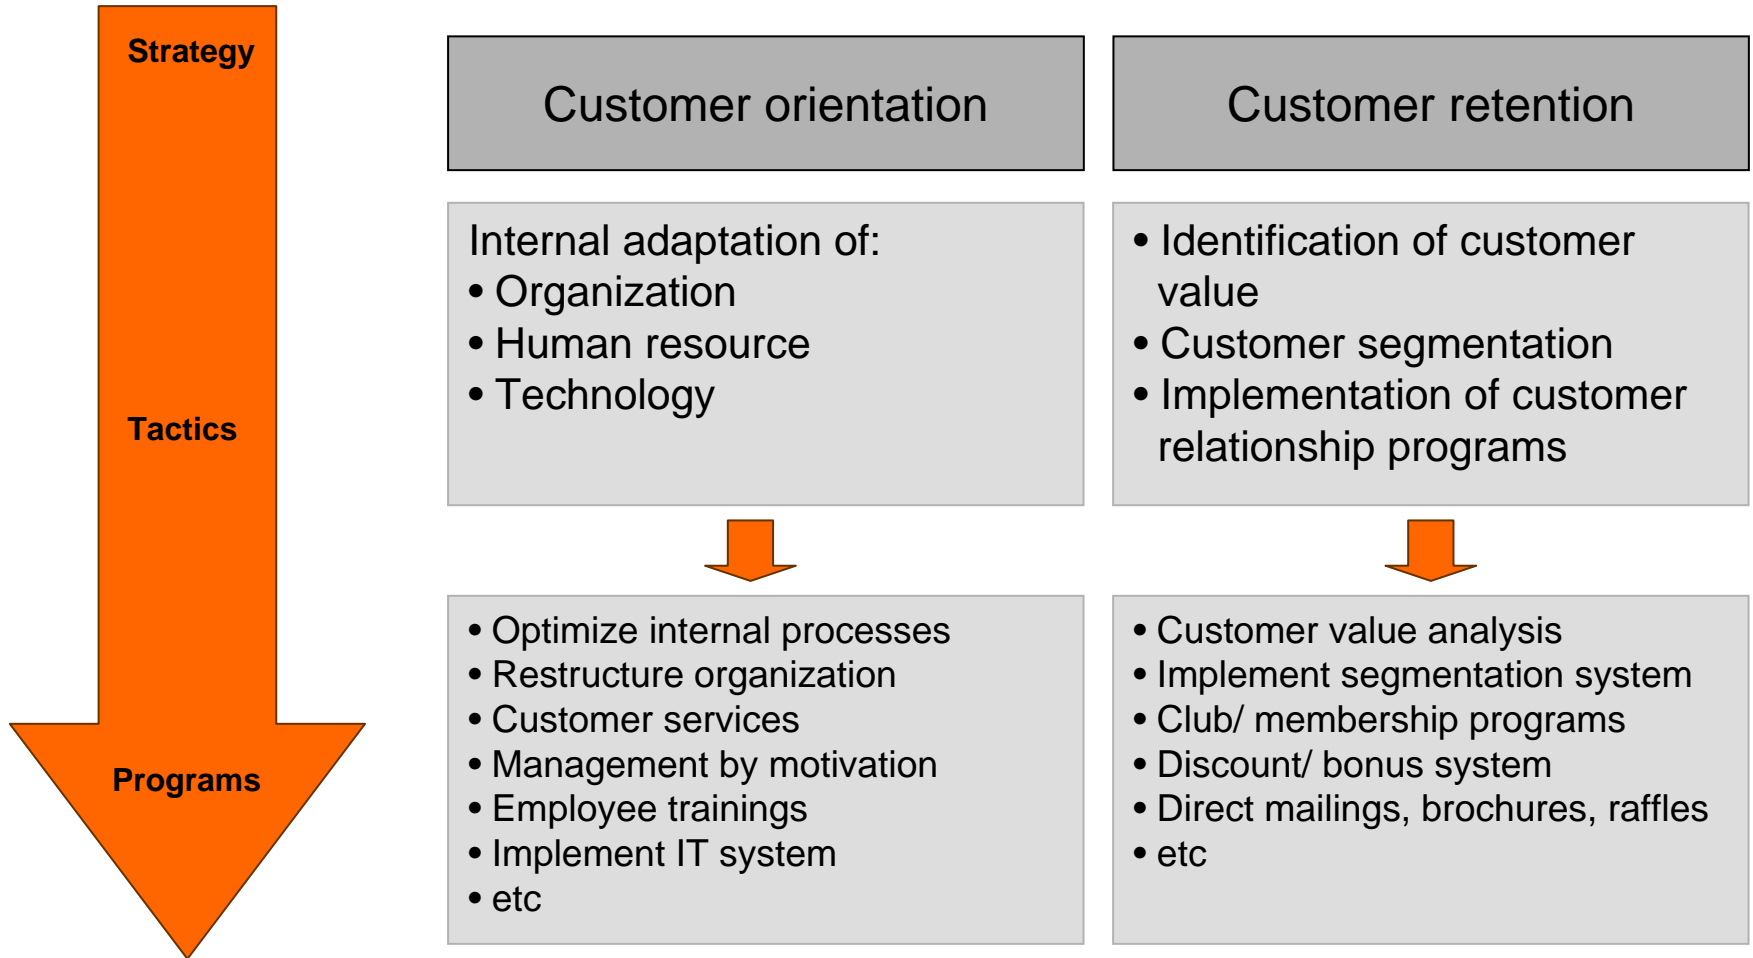 Strategy
Customer orientation
Customer retention
Internal adaptation of:
• Organization
• Human resource
• Technology
• Identification of customer
value
• Customer segmentation
• Implementation of customer
relationship programs
Tactics
• Optimize internal processes
• Restructure organization
• Customer services
• Management by motivation
• Employee trainings
• Implement IT system
• etc
• Customer value analysis
• Implement segmentation system
• Club/ membership programs
• Discount/ bonus system
• Direct mailings, brochures, raffles
• etc
Programs